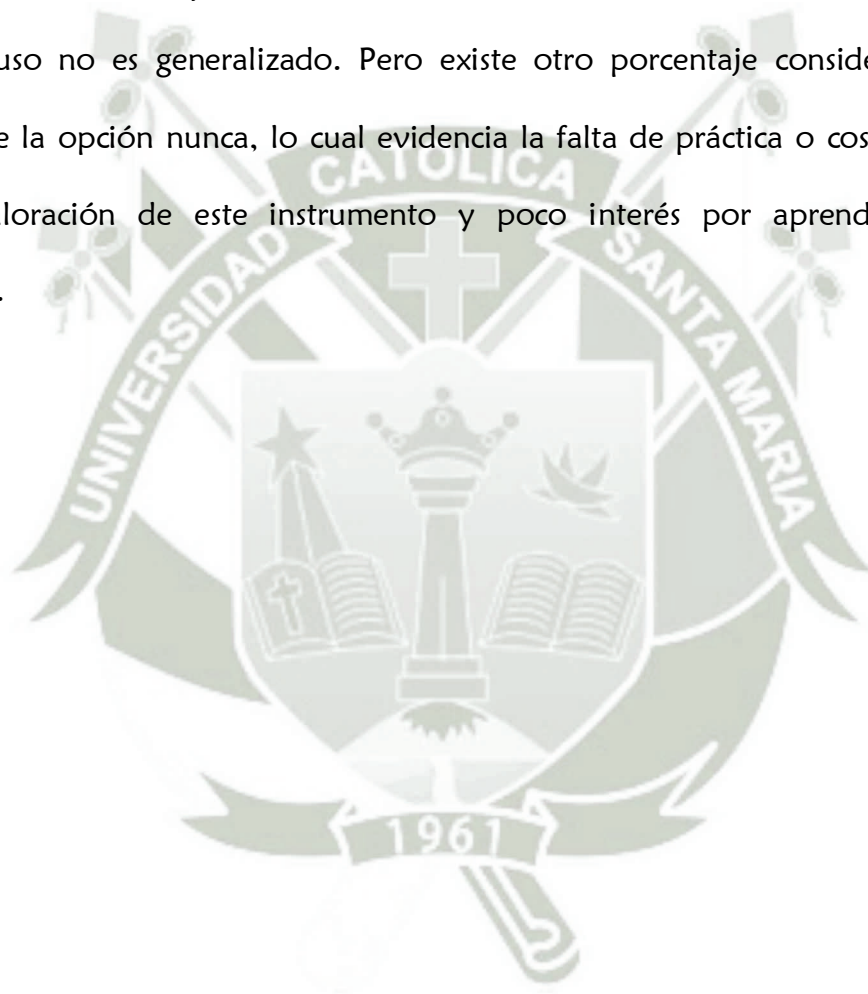 uso no es generalizado. Pero existe otro porcentaje conside
e la opción nunca, lo cual evidencia la falta de práctica o cos
loración de este instrumento y poco interés por aprend
.
UNIVERSIDAD CATOLICA SANTA MARIA
1961